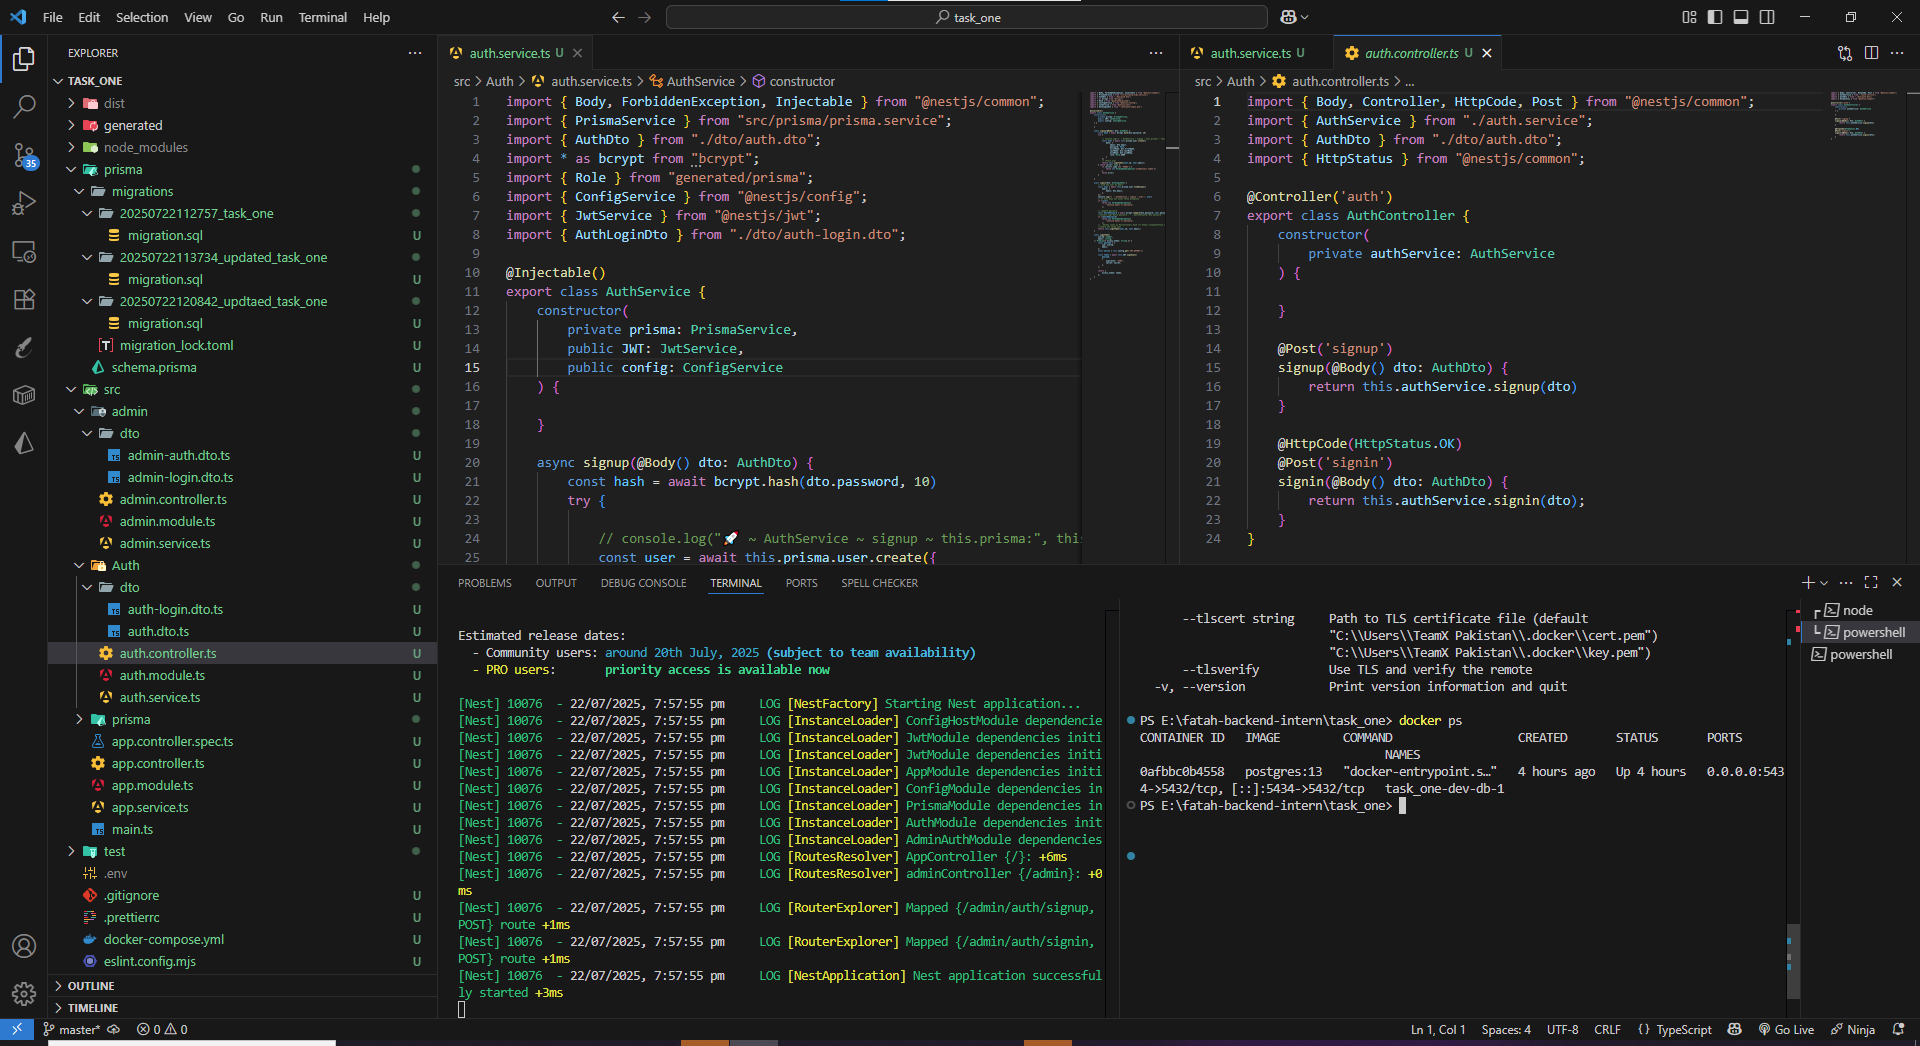 File Edit Selection View Go Run Terminal Help
task_one
EXPLORER
TASK_ONE
dist
generated
node_modules
prisma
migrations
20250722112757_task_one
migration.sql U
20250722113734_updated_task_one
migration.sql U
20250722120842_updtaed_task_one
migration.sql U
migration_lock.toml U
schema.prisma U
src
admin
dto
admin-auth.dto.ts U
admin-login.dto.ts U
admin.controller.ts U
admin.module.ts U
admin.service.ts U
Auth
dto
auth-login.dto.ts U
auth.dto.ts U
auth.controller.ts U
auth.module.ts U
auth.service.ts U
prisma
app.controller.spec.ts U
app.controller.ts U
app.module.ts U
app.service.ts U
main.ts U
test
.env
.gitignore U
.prettierrc U
docker-compose.yml U
eslint.config.mjs U
OUTLINE
TIMELINE
35
auth.service.ts U
src > Auth > auth.service.ts > AuthService > constructor
1 import { Body, ForbiddenException, Injectable } from "@nestjs/common";
2 import { PrismaService } from "src/prisma/prisma.service";
3 import { AuthDto } from "./dto/auth.dto";
4 import * as bcrypt from "bcrypt";
5 import { Role } from "generated/prisma";
6 import { ConfigService } from "@nestjs/config";
7 import { JwtService } from "@nestjs/jwt";
8 import { AuthLoginDto } from "./dto/auth-login.dto";
9
10 @Injectable()
11 export class AuthService {
12 constructor(
13 private prisma: PrismaService,
14 public JWT: JwtService,
15 public config: ConfigService
16 ) {
17
18 }
19
20 async signup(@Body() dto: AuthDto) {
21 const hash = await bcrypt.hash(dto.password, 10)
22 try {
23
24 // console.log("🚀 ~ AuthService ~ signup ~ this.prisma:", this
25 const user = await this.prisma.user.create({
auth.service.ts U auth.controller.ts U
src > Auth > auth.controller.ts > ...
1 import { Body, Controller, HttpCode, Post } from "@nestjs/common";
2 import { AuthService } from "./auth.service";
3 import { AuthDto } from "./dto/auth.dto";
4 import { HttpStatus } from "@nestjs/common";
5
6 @Controller('auth')
7 export class AuthController {
8 constructor(
9 private authService: AuthService
10 ) {
11
12 }
13
14 @Post('signup')
15 signup(@Body() dto: AuthDto) {
16 return this.authService.signup(dto)
17 }
18
19 @HttpCode(HttpStatus.OK)
20 @Post('signin')
21 signin(@Body() dto: AuthDto) {
22 return this.authService.signin(dto);
23 }
24 }
PROBLEMS OUTPUT DEBUG CONSOLE TERMINAL PORTS SPELL CHECKER
Estimated release dates:
- Community users: around 20th July, 2025 (subject to team availability)
- PRO users: priority access is available now
[Nest] 10076 - 22/07/2025, 7:57:55 pm LOG [NestFactory] Starting Nest application...
[Nest] 10076 - 22/07/2025, 7:57:55 pm LOG [InstanceLoader] ConfigHostModule dependencie
[Nest] 10076 - 22/07/2025, 7:57:55 pm LOG [InstanceLoader] JwtModule dependencies initi
[Nest] 10076 - 22/07/2025, 7:57:55 pm LOG [InstanceLoader] JwtModule dependencies initi
[Nest] 10076 - 22/07/2025, 7:57:55 pm LOG [InstanceLoader] AppModule dependencies initi
[Nest] 10076 - 22/07/2025, 7:57:55 pm LOG [InstanceLoader] ConfigModule dependencies in
[Nest] 10076 - 22/07/2025, 7:57:55 pm LOG [InstanceLoader] PrismaModule dependencies in
[Nest] 10076 - 22/07/2025, 7:57:55 pm LOG [InstanceLoader] AuthModule dependencies init
[Nest] 10076 - 22/07/2025, 7:57:55 pm LOG [InstanceLoader] AdminAuthModule dependencies
[Nest] 10076 - 22/07/2025, 7:57:55 pm LOG [RoutesResolver] AppController {/}: +6ms
[Nest] 10076 - 22/07/2025, 7:57:55 pm LOG [RoutesResolver] adminController {/admin}: +0
ms
[Nest] 10076 - 22/07/2025, 7:57:55 pm LOG [RouterExplorer] Mapped {/admin/auth/signup,
POST} route +1ms
[Nest] 10076 - 22/07/2025, 7:57:55 pm LOG [RouterExplorer] Mapped {/admin/auth/signin,
POST} route +1ms
[Nest] 10076 - 22/07/2025, 7:57:55 pm LOG [NestApplication] Nest application successful
ly started +3ms
--tlscert string Path to TLS certificate file (default
"C:\\Users\\TeamX Pakistan\\.docker\\cert.pem")
"C:\\Users\\TeamX Pakistan\\.docker\\key.pem")
--tlsverify Use TLS and verify the remote
-v, --version Print version information and quit
PS E:\fatah-backend-intern\task_one> docker ps
CONTAINER ID IMAGE COMMAND CREATED STATUS PORTS
NAMES
0afbbc0b4558 postgres:13 "docker-entrypoint.s…" 4 hours ago Up 4 hours 0.0.0.0:543
4->5432/tcp, [::]:5434->5432/tcp task_one-dev-db-1
PS E:\fatah-backend-intern\task_one>
node
powershell
powershell
master* 0 0
Ln 1, Col 1 Spaces: 4 UTF-8 CRLF {} TypeScript Go Live Ninja